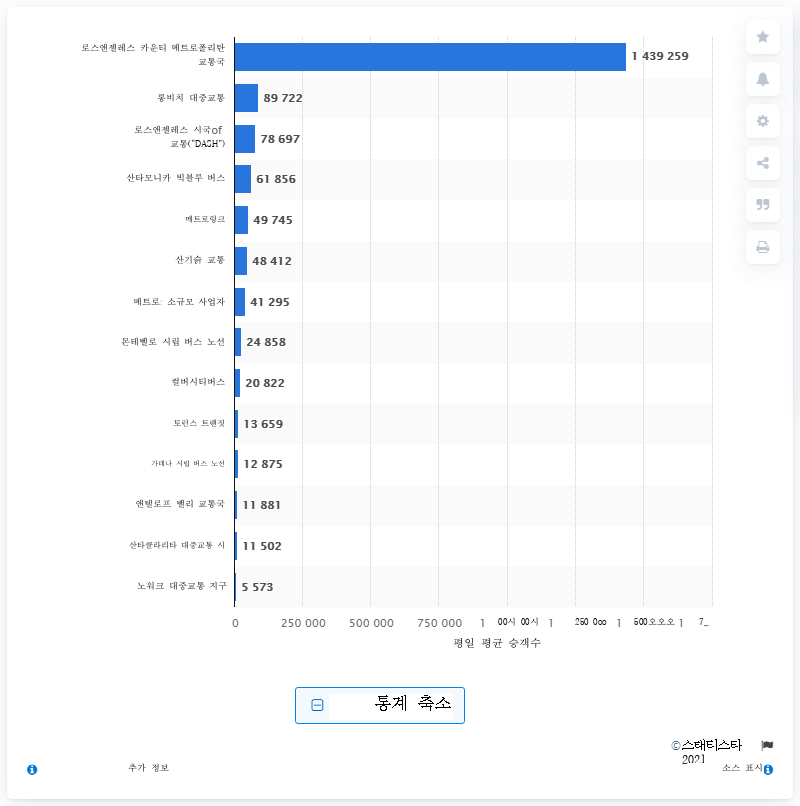 로스앤젤레스 카운티 메트로폴리탄
교통국
1 439 259
롱비치 대중교통
89 722
로스앤젤레스 시국of
교통("DASH")
78 697
산타모니카 빅블루 버스
61 856
메트로링크
49 745
산기슭 교통
48 412
메트로: 소규모 사업자
41 295
몬테벨로 시립 버스 노선
24 858
컬버시티버스
20 822
토런스 트랜짓
13 659
가데나 시립 버스 노선
12 875
앤텔로프 밸리 교통국
11 881
산타클라리타 대중교통 시
11 502
노워크 대중교통 지구
5 573
0 250 000 500 000 750 000 1 00시 00시 1 250 0oo 1 500오오오 1 7_
평일 평균 승객수
통계 축소
©스태티스타
2021
추가 정보
소스 표시